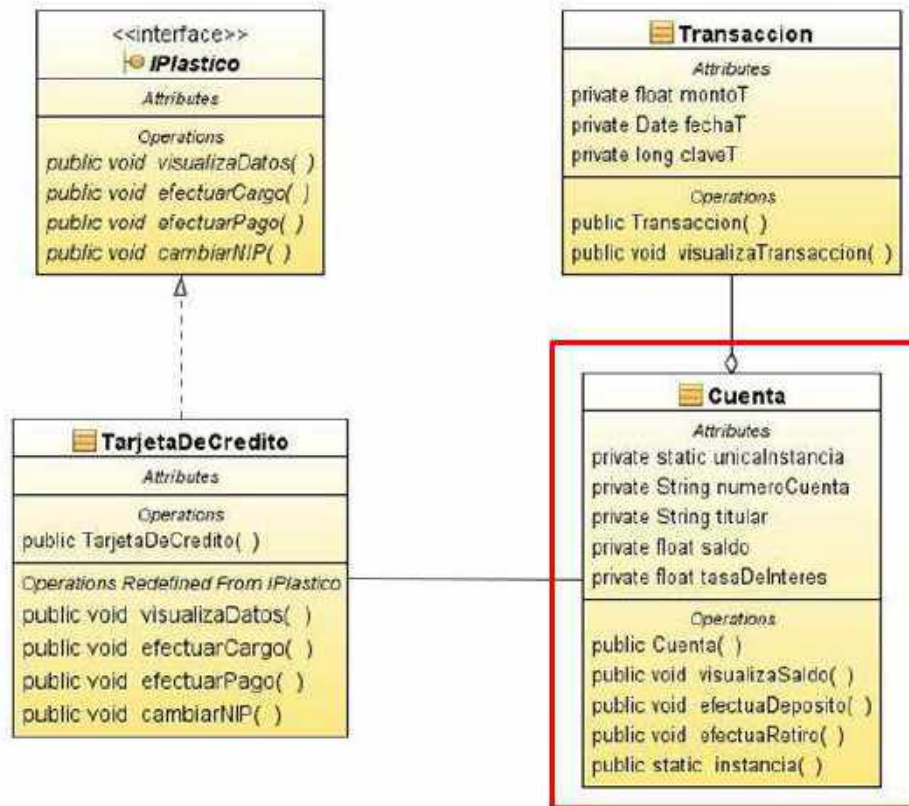 <<interface>>
IPlastico
Attributes
Operations
public void visualizaDatos( )
public void efectuarCargo( )
public void efectuarPago( )
public void cambiarNIP( )
Transaccion
Attributes
private float montoT
private Date fechaT
private long claveT
Operations
public Transaccion( )
public void visualizaTransaccion( )
TarjetaDeCredito
Attributes
Operations
public TarjetaDeCredito( )
Operations Redefined From IPlastico
public void visualizaDatos( )
public void efectuarCargo( )
public void efectuarPago( )
public void cambiarNIP( )
Cuenta
Attributes
private static unicaInstancia
private String numeroCuenta
private String titular
private float saldo
private float tasaDeInteres
Operations
public Cuenta( )
public void visualizaSaldo( )
public void efectuaDeposito( )
public void efectuaRetiro( )
public static instancia( )